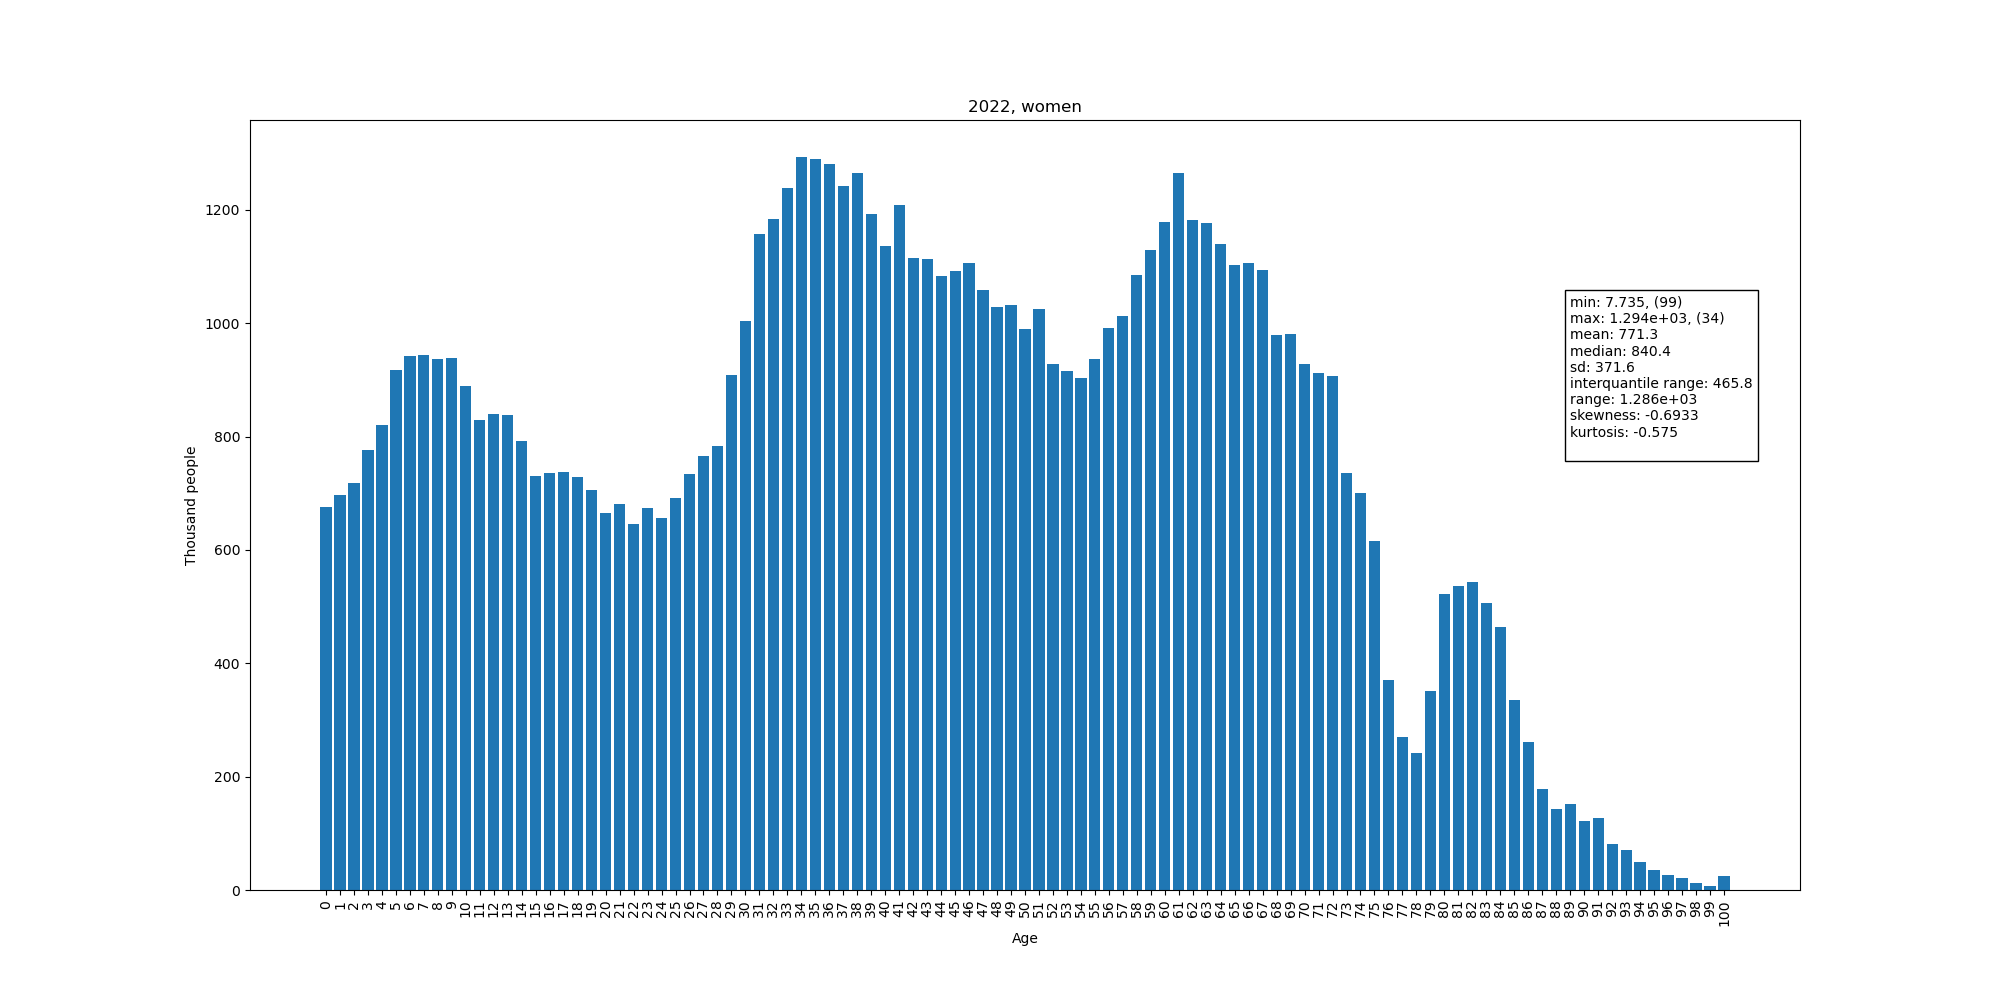 2022, women
1200
1000
800
600
400
200
0
Thousand people
min: 7.735, (99)
max: 1.294e+03, (34)
mean: 771.3
median: 840.4
sd: 371.6
interquantile range: 465.8
range: 1.286e+03
skewness: -0.6933
kurtosis: -0.575
0 1 2 3 4 5 6 7 8 9 10 11 12 13 14 15 16 17 18 19 20 21 22 23 24 25 26 27 28 29 30 31 32 33 34 35 36 37 38 39 40 41 42 43 44 45 46 47 48 49 50 51 52 53 54 55 56 57 58 59 60 61 62 63 64 65 66 67 68 69 70 71 72 73 74 75 76 77 78 79 80 81 82 83 84 85 86 87 88 89 90 91 92 93 94 95 96 97 98 99 100
Age